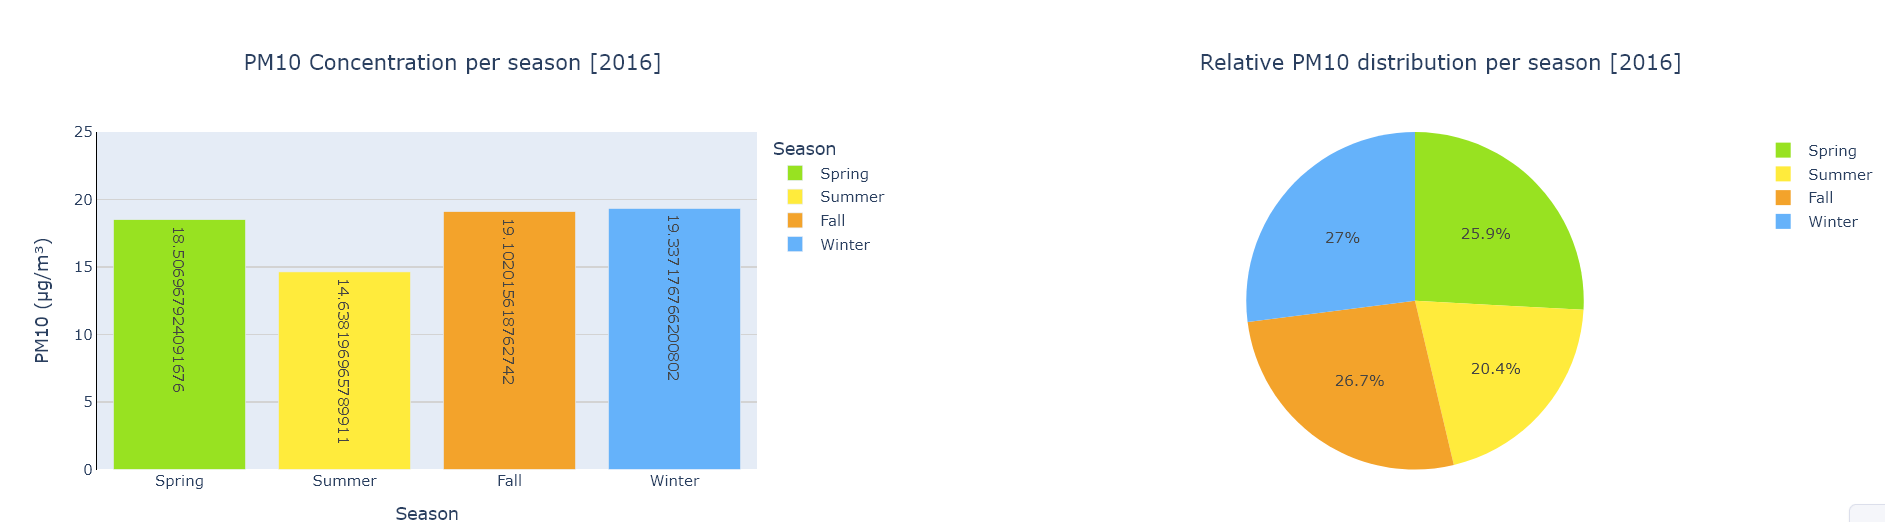 PM10 Concentration per season [2016]
25
20
15
10
5
0
PM10 (µg/m³)
18.506967924091676
14.638196965789911
19.102015618762742
19.337176766200802
Spring
Summer
Fall
Winter
Season
Season
Spring
Summer
Fall
Winter
Relative PM10 distribution per season [2016]
27%
25.9%
26.7%
20.4%
Spring
Summer
Fall
Winter